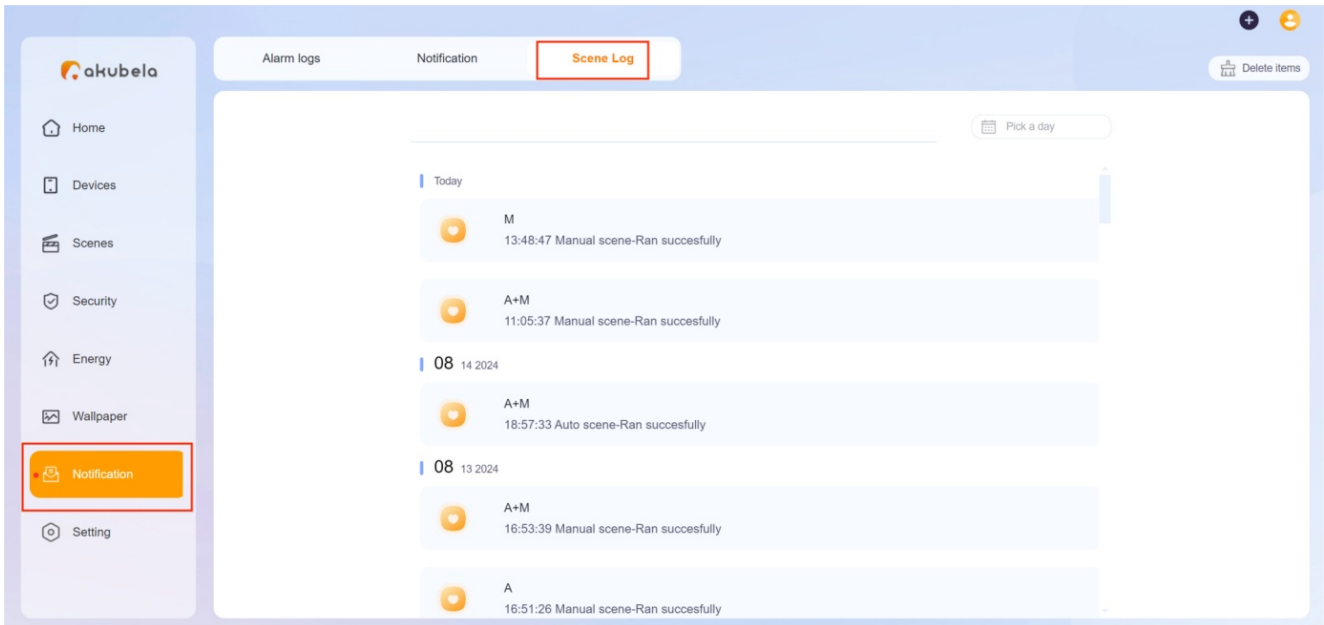 akubela
Home
Devices
Scenes
Security
Energy
Wallpaper
Notification
Setting
Alarm logs
Notification
Scene Log
Delete items
Pick a day
Today
M
13:48:47 Manual scene-Ran succesfully
A+M
11:05:37 Manual scene-Ran succesfully
08 14 2024
A+M
18:57:33 Auto scene-Ran succesfully
08 13 2024
A+M
16:53:39 Manual scene-Ran succesfully
A
16:51:26 Manual scene-Ran succesfully